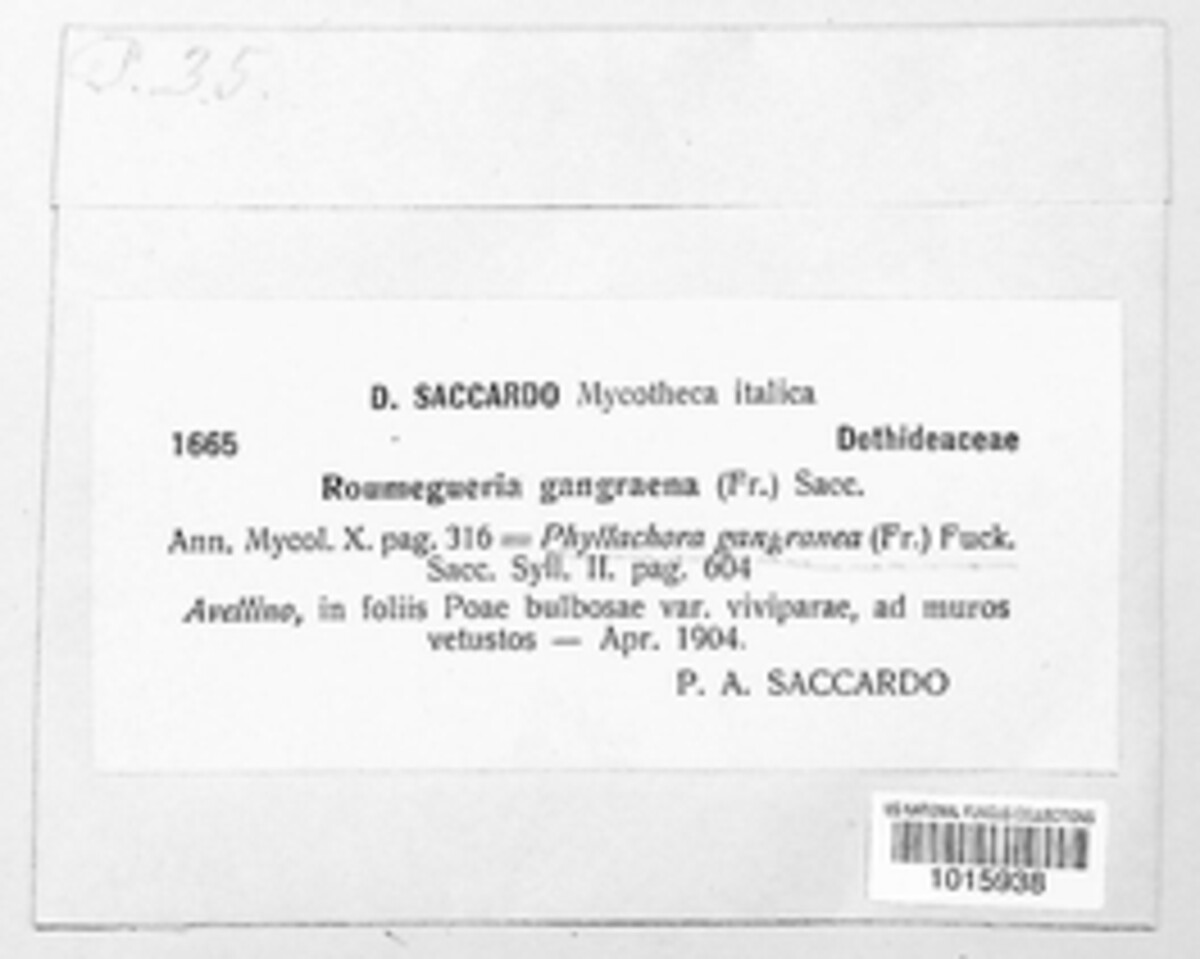 P. 35.
D. SACCARDO Mycotheca italica
1665
Dothideaceae
Roumegueria gangraena (Fr.) Sacc.
Ann. Mycol. X. pag. 316 = Phyllachora gangranea (Fr.) Fuck.
Sacc. Syll. II. pag. 604
Avellino, in foliis Poae bulbosae var. viviparae, ad muros
vetustos — Apr. 1904.
P. A. SACCARDO
US NATIONAL FUNGUS COLLECTIONS
1015938